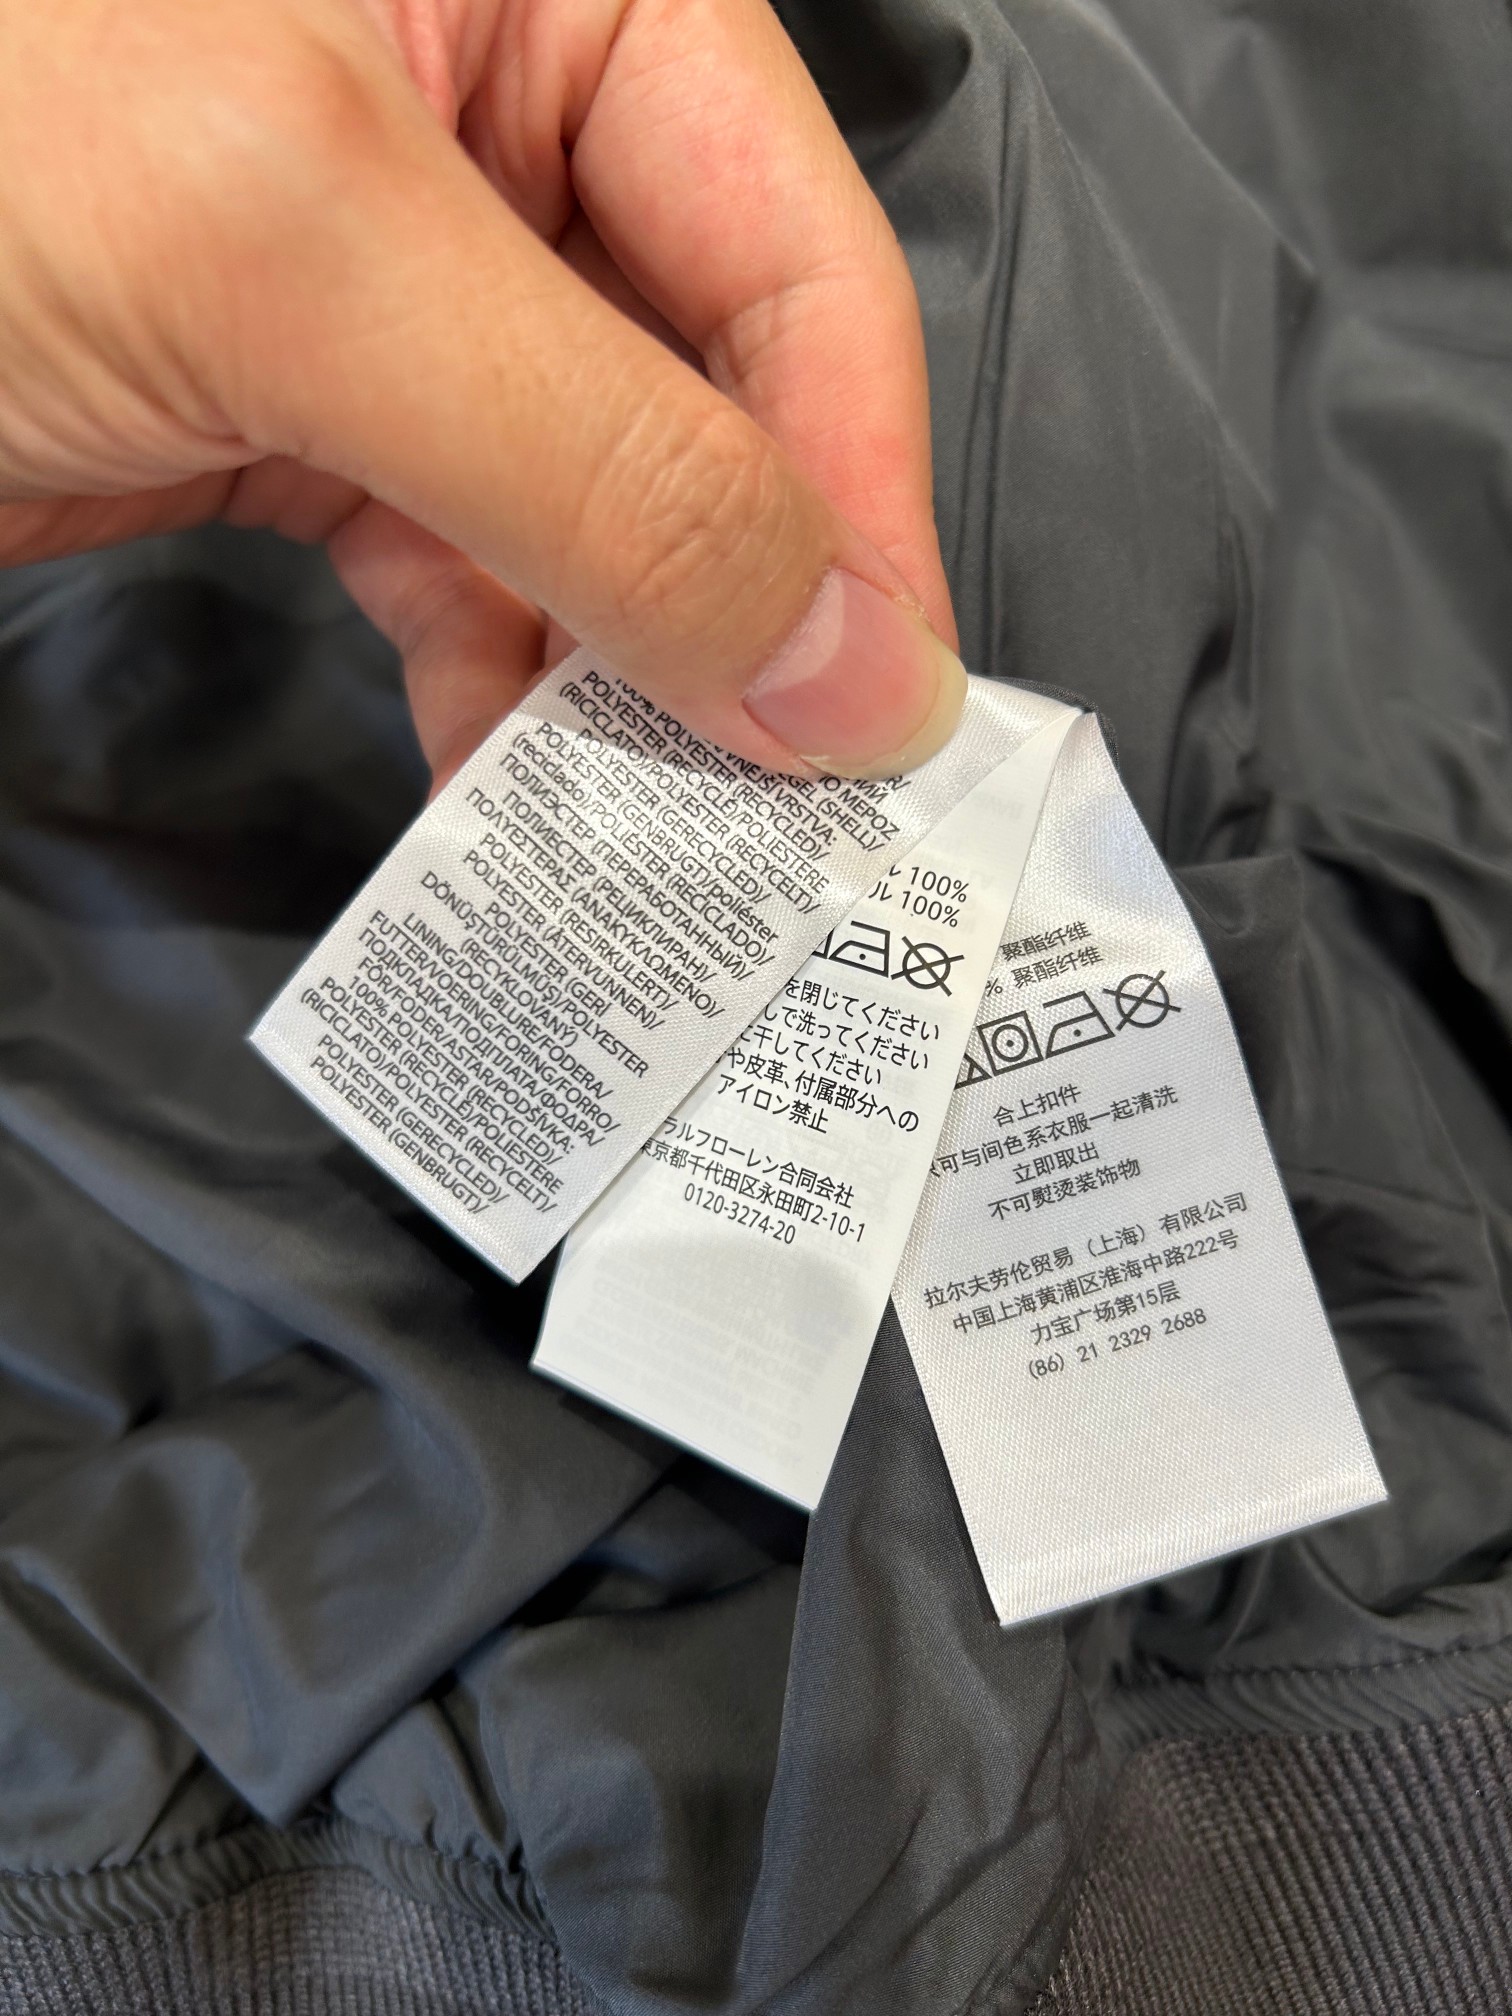 100% POLYESTER/
POLYESTER (RECYCLED)/
(RICICLATO)/POLYESTER (RECYCLÉ)/POLIESTERE
POLYESTER (GERECYCLED)/
POLYESTER (GENBRUGT)/poliéster
(reciclado)/POLIÉSTER (RECICLADO)/
ПОЛИЭСТЕР (ПЕРЕРАБОТАННЫЙ)/
ПОЛИЕСТЕР (РЕЦИКЛИРАН)/
ΠΟΛΥΕΣΤΕΡΑΣ (ΑΝΑΚΥΚΛΩΜΕΝΟ)/
POLYESTER (RESIRKULERT)/
POLYESTER (ÅTERVUNNEN)/
POLYESTER (GERI
DÖNÜŞTÜRÜLMÜŞ)/POLYESTER
(RECYKLOVANÝ)
LINING/DOUBLURE/FODERA/
FUTTER/VOERING/FORING/FORRO/
ПОДКЛАДКА/ПОДПЛАТА/ΦΟΔΡΑ/
FÔR/FODER/ASTAR/PODŠÍVKA:
100% POLYESTER (RECYCLED)/
POLYESTER (RECYCLÉ)/POLIESTERE
(RICICLATO)/POLYESTER (RECYCELT)/
POLYESTER (GERECYCLED)/
POLYESTER (GENBRUGT)/
ル 100%
ル 100%
を閉じてください
で洗ってください
干してください
や皮革、付属部分への
アイロン禁止
ラルフローレン合同会社
東京都千代田区永田町2-10-1
0120-3274-20
聚酯纤维
% 聚酯纤维
合上扣件
可与间色系衣服一起清洗
立即取出
不可熨烫装饰物
拉尔夫劳伦贸易（上海）有限公司
中国上海黄浦区淮海中路222号
力宝广场第15层
(86) 21 2329 2688